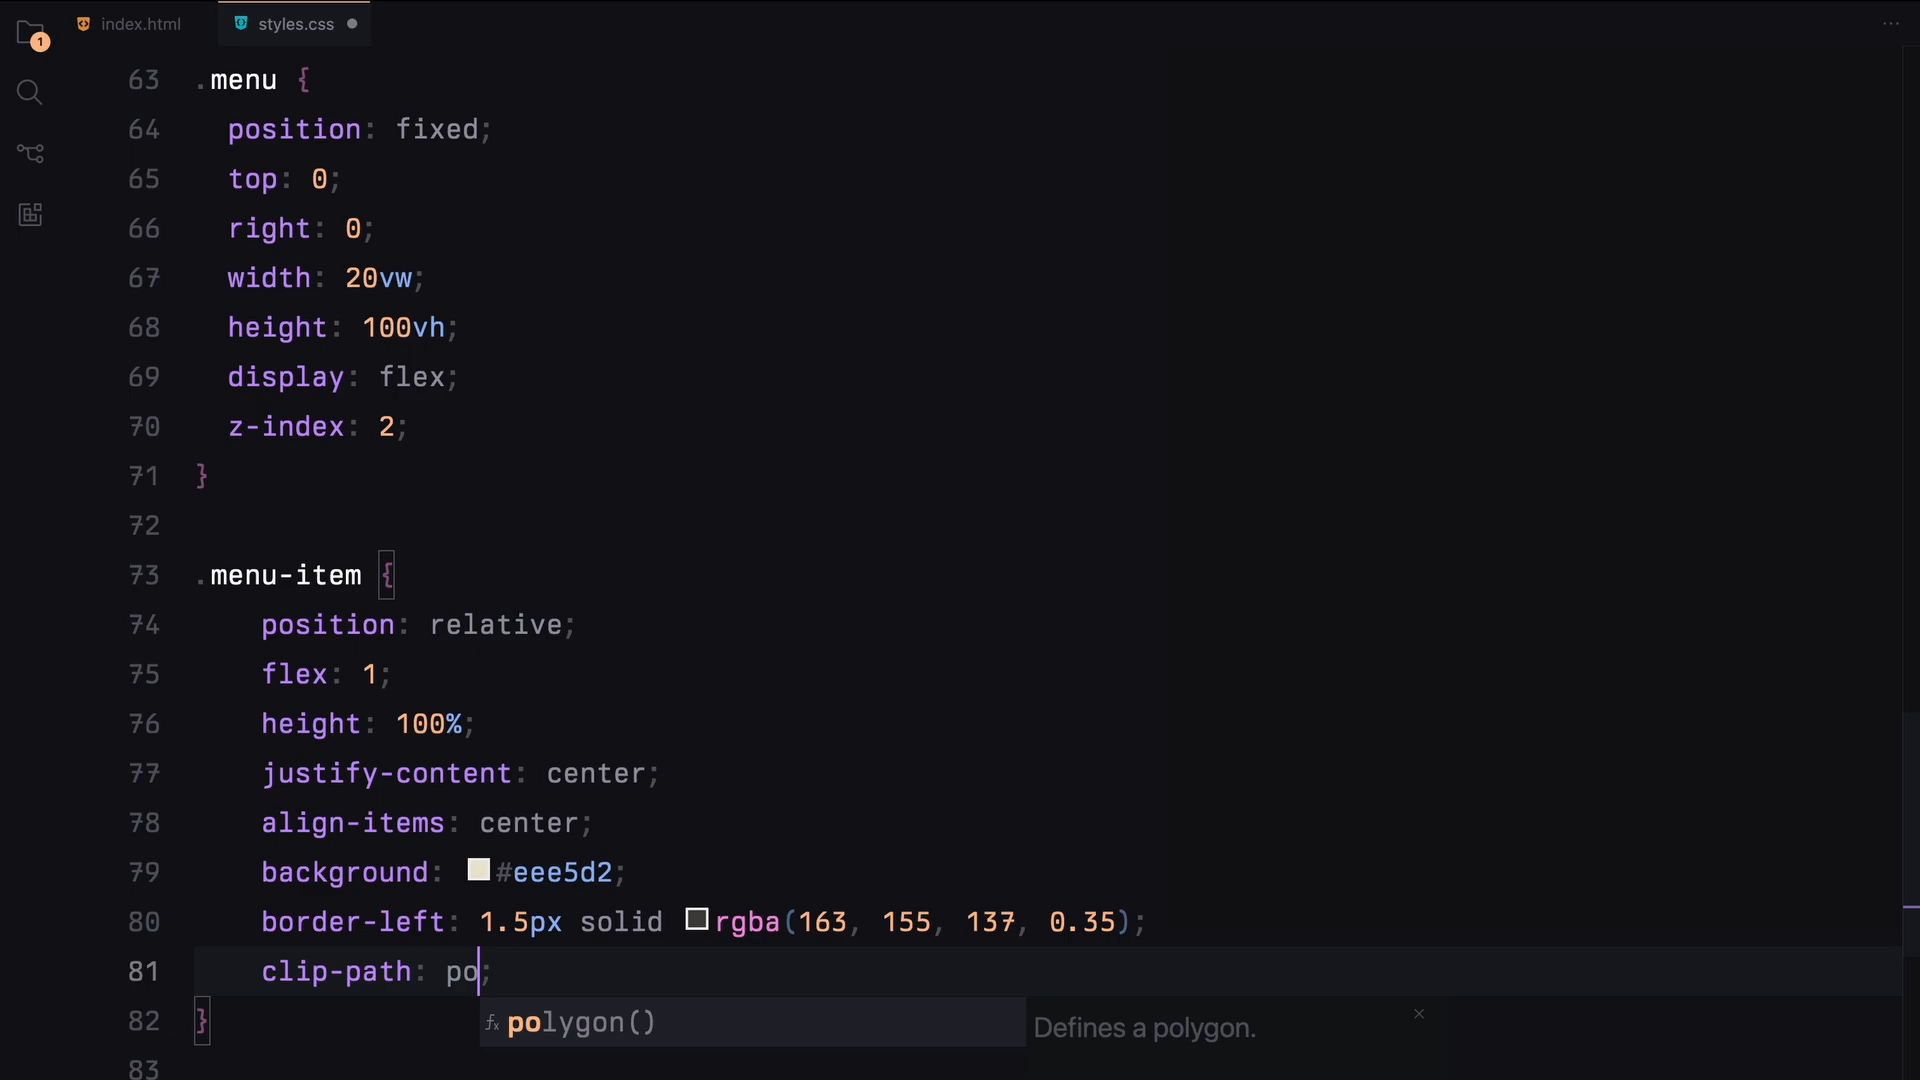 1
index.html
styles.css
...
63 .menu {
64 position: fixed;
65 top: 0;
66 right: 0;
67 width: 20vw;
68 height: 100vh;
69 display: flex;
70 z-index: 2;
71 }
72
73 .menu-item {
74 position: relative;
75 flex: 1;
76 height: 100%;
77 justify-content: center;
78 align-items: center;
79 background: #eee5d2;
80 border-left: 1.5px solid rgba(163, 155, 137, 0.35);
81 clip-path: po;
82 }
fx polygon() Defines a polygon.
83